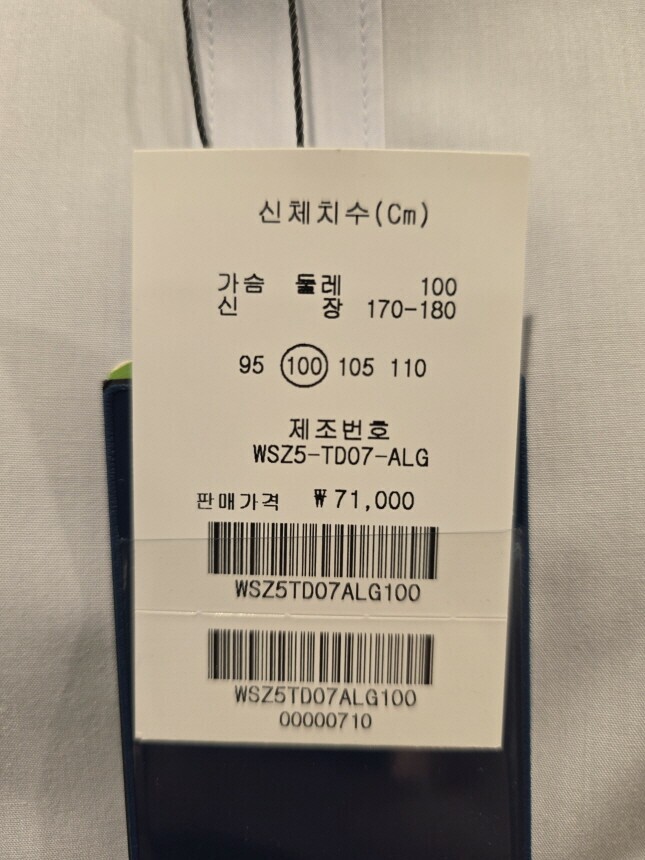 신체치수(Cm)
가슴 둘레 100
신 장 170-180
95 100 105 110
제조번호
WSZ5-TD07-ALG
판매가격 ₩71,000
WSZ5TD07ALG100
WSZ5TD07ALG100
00000710